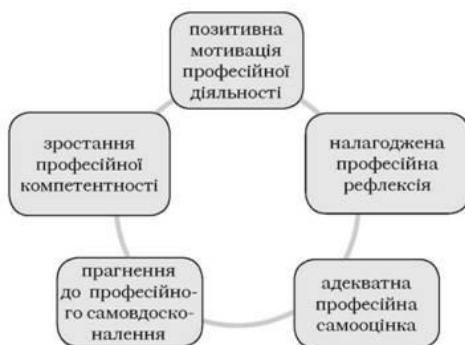 позитивна
мотивація
професійної
діяльності
налагоджена
професійна
рефлексія
адекватна
професійна
самооцінка
прагнення
до професійно-
го самовдоско-
налення
зростання
професійної
компетентності